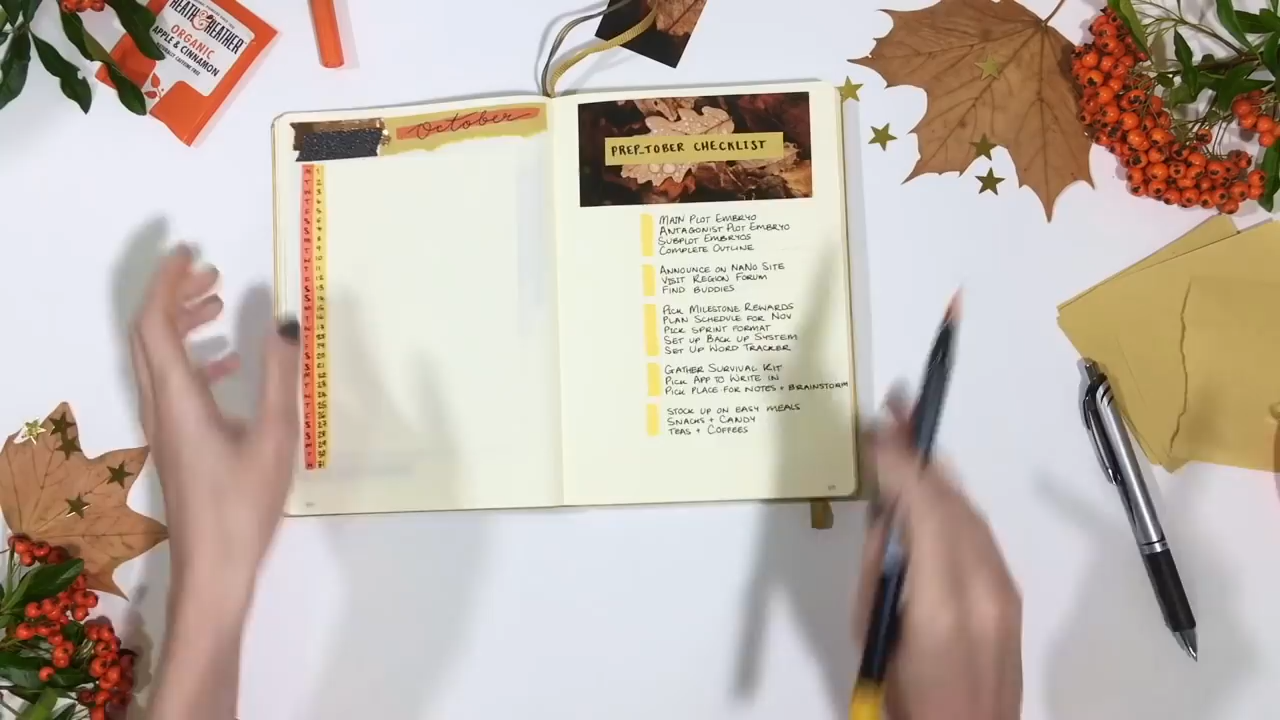 HEATH & HEATHER
ORGANIC
APPLE & CINNAMON
NATURALLY CAFFEINE FREE
October
PREP-TOBER CHECKLIST
MAIN PLOT EMBRYO
ANTAGONIST PLOT EMBRYO
SUBPLOT EMBRYOS
COMPLETE OUTLINE
ANNOUNCE ON NANO SITE
VISIT REGION FORUM
FIND BUDDIES
PICK MILESTONE REWARDS
PLAN SCHEDULE FOR NOV
PICK SPRINT FORMAT
SET UP BACK UP SYSTEM
SET UP WORD TRACKER
GATHER SURVIVAL KIT
PICK APP TO WRITE IN
PICK PLACE FOR NOTES + BRAINSTORM
STOCK UP ON EASY MEALS
SNACKS + CANDY
TEAS + COFFEES